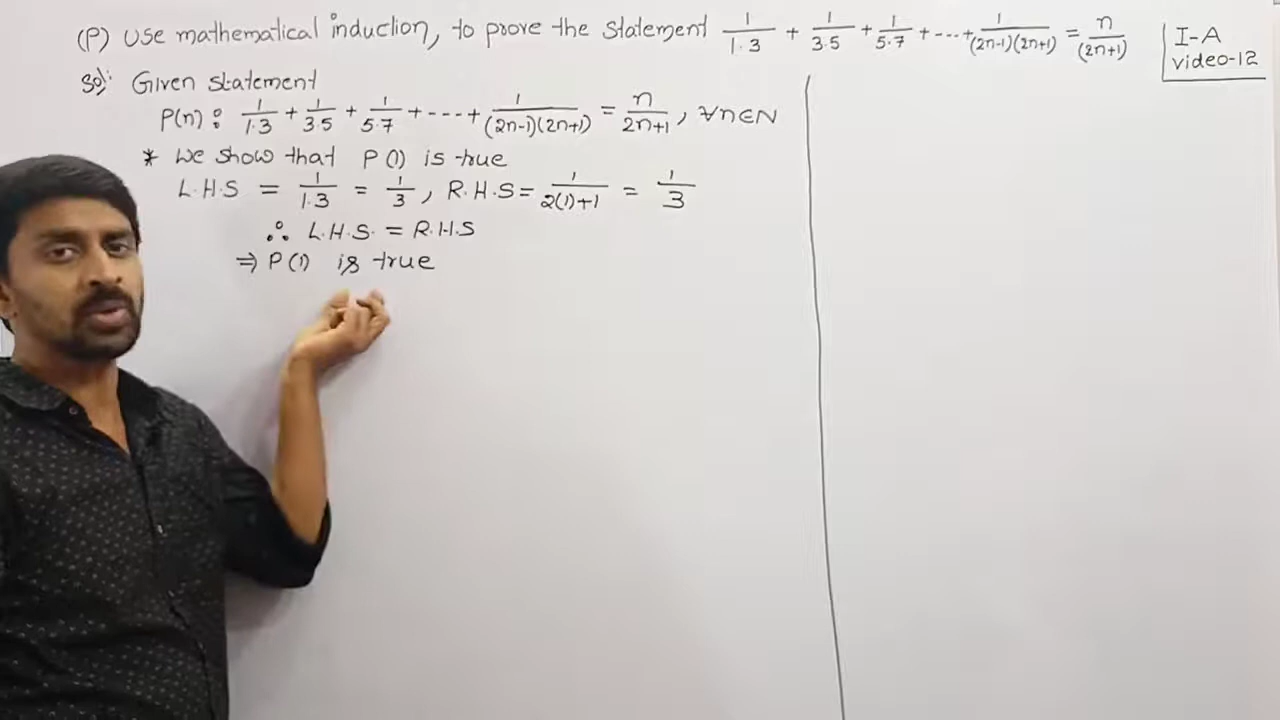 (P) Use mathematical induction, to prove the statement 1/1.3 + 1/3.5 + 1/5.7 + --- + 1/(2n-1)(2n+1) = n/(2n+1)
I-A
video-12
Sol: Given statement
P(n): 1/1.3 + 1/3.5 + 1/5.7 + ---- + 1/(2n-1)(2n+1) = n/2n+1, ∀n∈N
* We show that P(1) is true
L.H.S = 1/1.3 = 1/3, R.H.S = 1/2(1)+1 = 1/3
∴ L.H.S. = R.H.S
⇒ P(1) is true